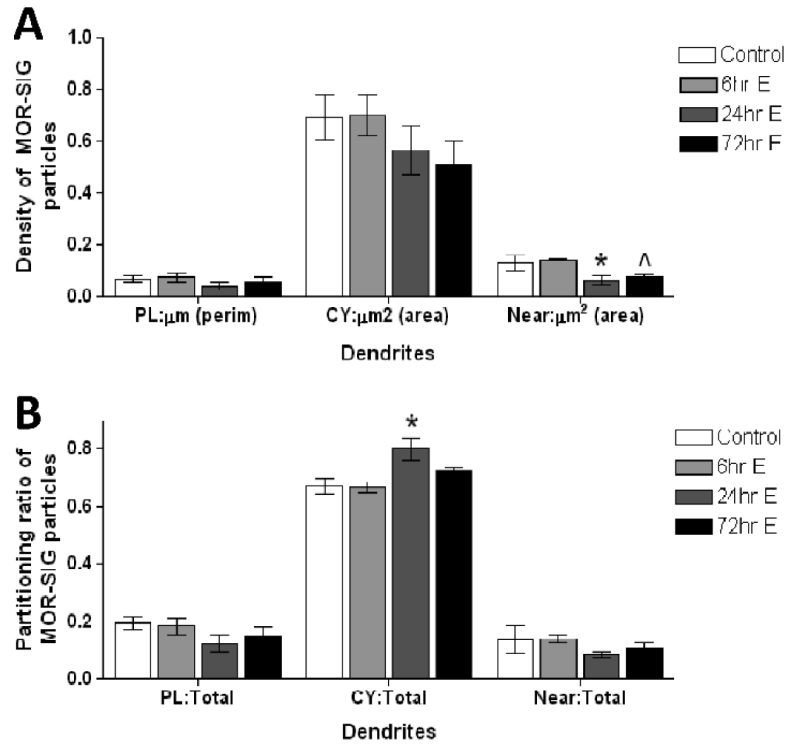 A
Density of MOR-SIG
particles
1.0
0.8
0.6
0.4
0.2
0.0
*
^
PL:μm (perim)
CY:μm2 (area)
Near:μm² (area)
Dendrites
Control
6hr E
24hr E
72hr E
B
Partitioning ratio of
MOR-SIG particles
0.8
0.6
0.4
0.2
0.0
*
PL:Total
CY:Total
Near:Total
Dendrites
Control
6hr E
24hr E
72hr E